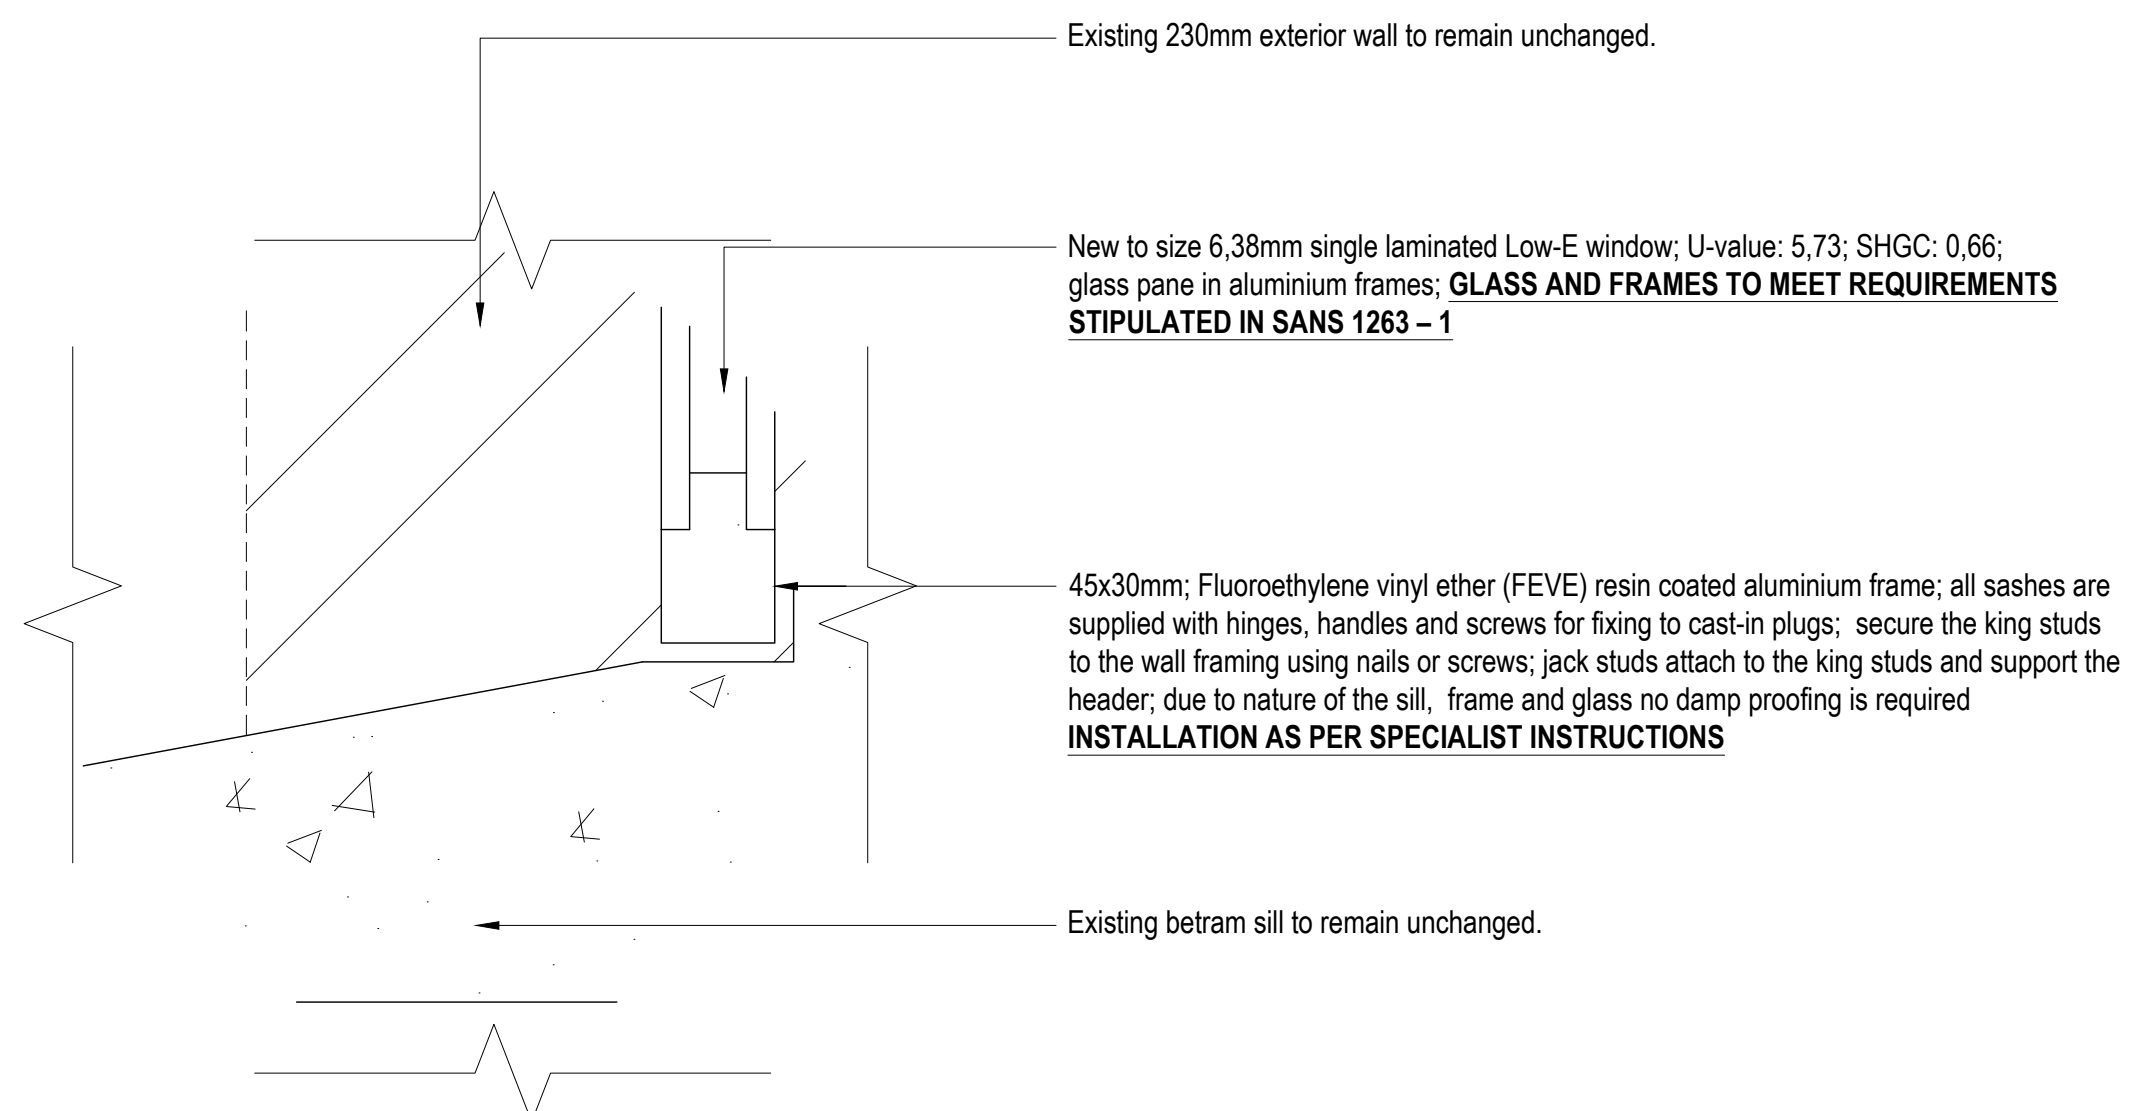 Existing 230mm exterior wall to remain unchanged.
New to size 6,38mm single laminated Low-E window; U-value: 5,73; SHGC: 0,66;
glass pane in aluminium frames; GLASS AND FRAMES TO MEET REQUIREMENTS
STIPULATED IN SANS 1263 – 1
45x30mm; Fluoroethylene vinyl ether (FEVE) resin coated aluminium frame; all sashes are
supplied with hinges, handles and screws for fixing to cast-in plugs;  secure the king studs
to the wall framing using nails or screws; jack studs attach to the king studs and support the
header; due to nature of the sill,  frame and glass no damp proofing is required
INSTALLATION AS PER SPECIALIST INSTRUCTIONS
Existing betram sill to remain unchanged.